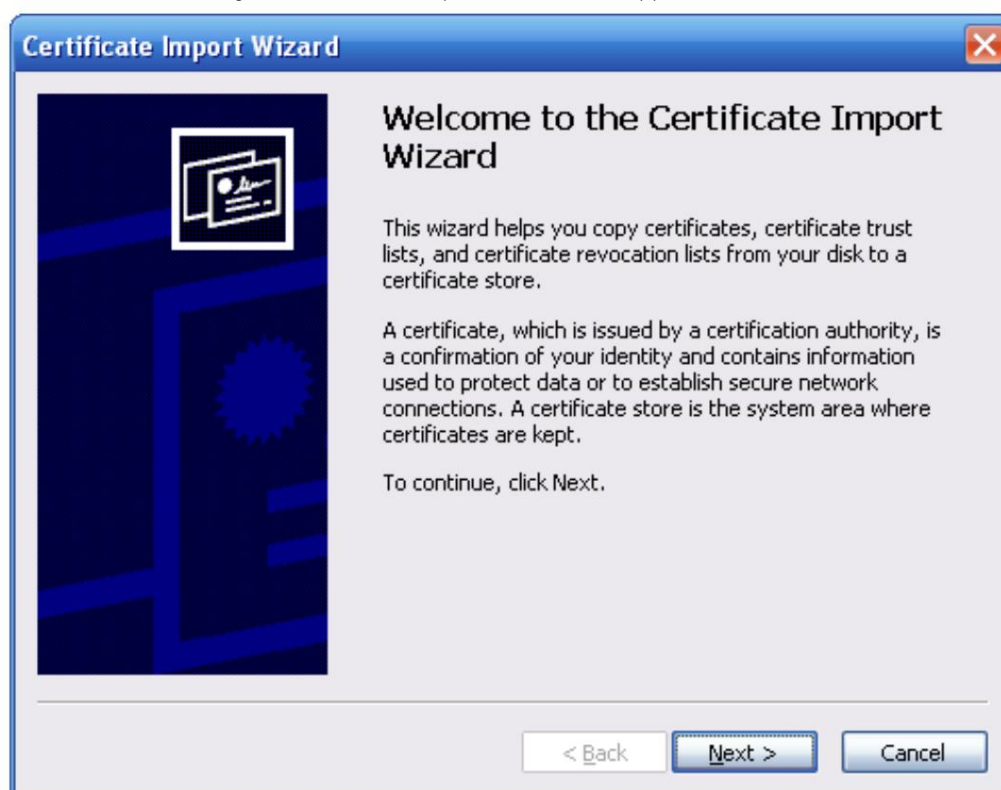 Certificate Import Wizard
Welcome to the Certificate Import
Wizard
This wizard helps you copy certificates, certificate trust
lists, and certificate revocation lists from your disk to a
certificate store.
A certificate, which is issued by a certification authority, is
a confirmation of your identity and contains information
used to protect data or to establish secure network
connections. A certificate store is the system area where
certificates are kept.
To continue, click Next.
< Back
Next >
Cancel